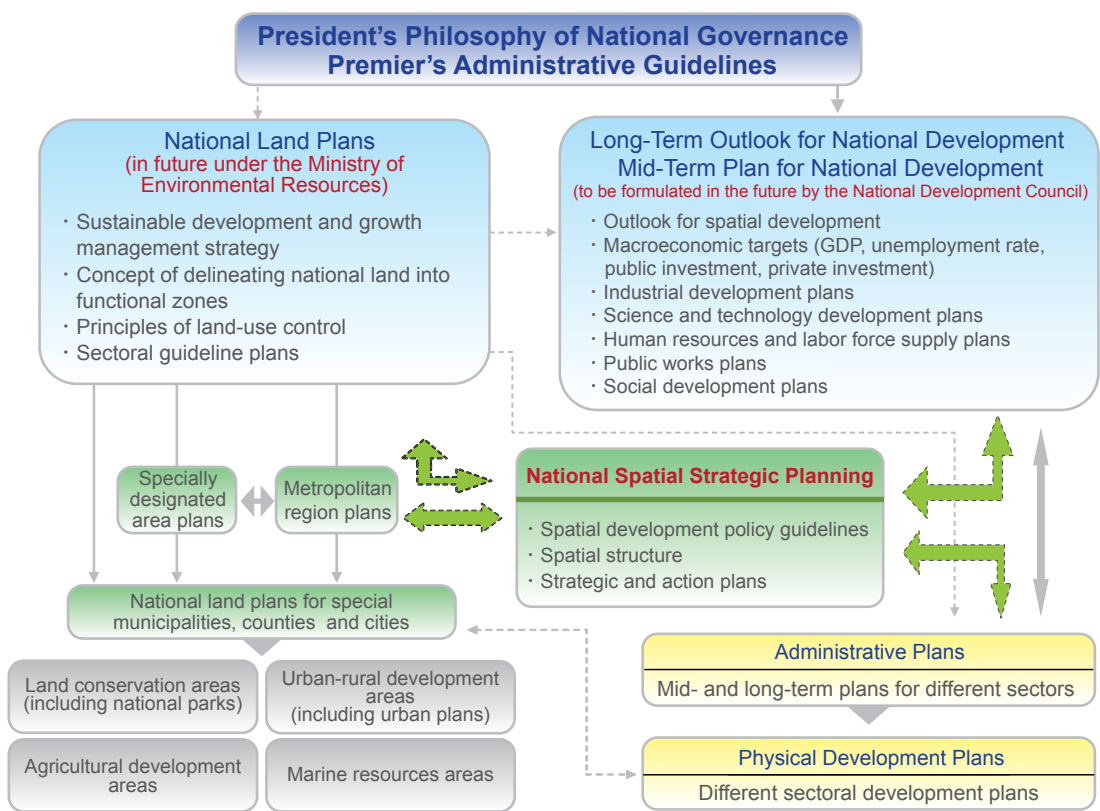 President’s Philosophy of National Governance
Premier’s Administrative Guidelines
National Land Plans
(in future under the Ministry of
Environmental Resources)
· Sustainable development and growth
management strategy
· Concept of delineating national land into
functional zones
· Principles of land-use control
· Sectoral guideline plans
Long-Term Outlook for National Development
Mid-Term Plan for National Development
(to be formulated in the future by the National Development Council)
· Outlook for spatial development
· Macroeconomic targets (GDP, unemployment rate,
public investment, private investment)
· Industrial development plans
· Science and technology development plans
· Human resources and labor force supply plans
· Public works plans
· Social development plans
Specially
designated
area plans
Metropolitan
region plans
National Spatial Strategic Planning
· Spatial development policy guidelines
· Spatial structure
· Strategic and action plans
National land plans for special
municipalities, counties and cities
Land conservation areas
(including national parks)
Urban-rural development
areas
(including urban plans)
Agricultural development
areas
Marine resources areas
Administrative Plans
Mid- and long-term plans for different sectors
Physical Development Plans
Different sectoral development plans